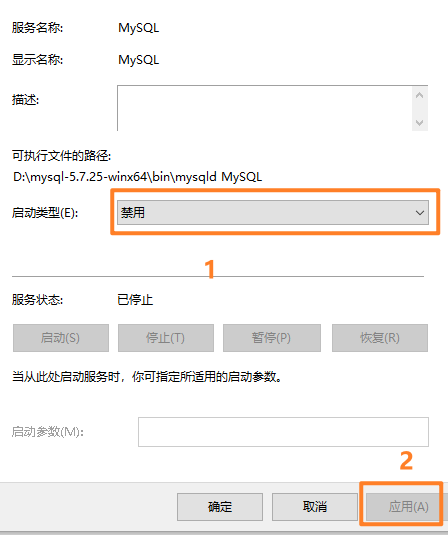 服务名称: MySQL
显示名称: MySQL
描述:
可执行文件的路径:
D:\mysql-5.7.25-winx64\bin\mysqld MySQL
启动类型(E): 禁用
1
服务状态: 已停止
启动(S) 停止(T) 暂停(P) 恢复(R)
当从此处启动服务时，你可指定所适用的启动参数。
启动参数(M):
2
确定 取消 应用(A)